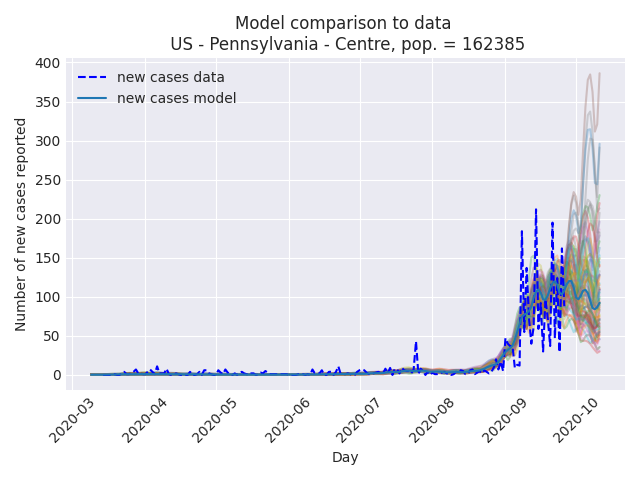 Model comparison to data
US - Pennsylvania - Centre, pop. = 162385
new cases data
new cases model
Number of new cases reported
400
350
300
250
200
150
100
50
0
2020-03
2020-04
2020-05
2020-06
2020-07
2020-08
2020-09
2020-10
Day